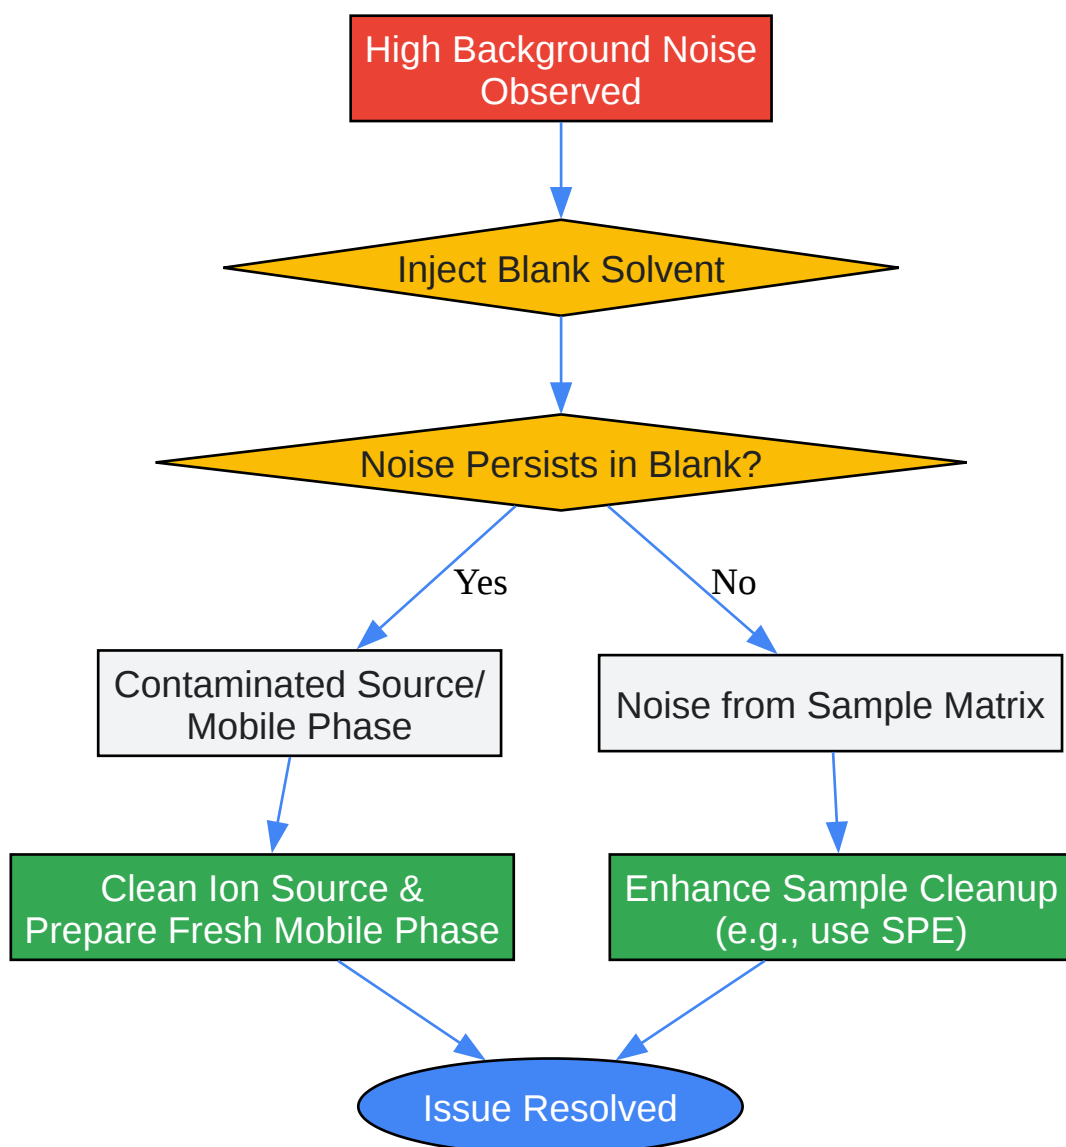 High Background Noise
Observed
Inject Blank Solvent
Noise Persists in Blank?
Yes
No
Contaminated Source/
Mobile Phase
Noise from Sample Matrix
Clean Ion Source &
Prepare Fresh Mobile Phase
Enhance Sample Cleanup
(e.g., use SPE)
Issue Resolved